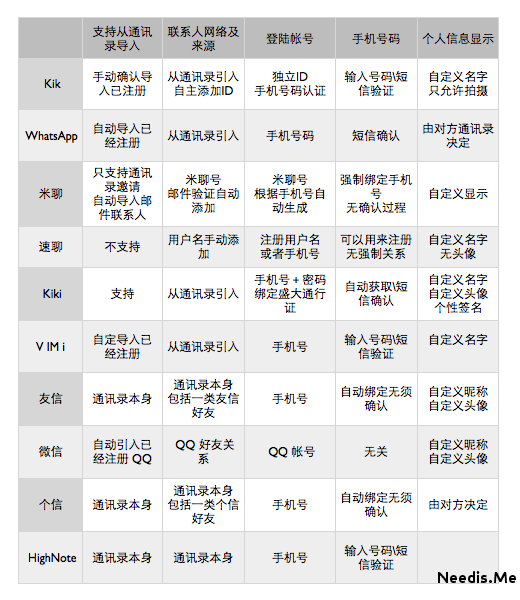 支持从通讯
录导入
联系人网络及
来源
登陆帐号
手机号码
个人信息显示
Kik
手动确认导
入已注册
从通讯录引入
自主添加ID
独立ID
手机号码认证
输入号码\短
信验证
自定义名字
只允许拍摄
WhatsApp
自动导入已
经注册
从通讯录引入
手机号码
短信确认
由对方通讯录
决定
米聊
只支持通讯
录邀请
自动导入邮
件联系人
米聊号
邮件验证自动
添加
米聊号
根据手机号自
动生成
强制绑定手机
号
无确认过程
自定义显示
速聊
不支持
用户名手动添
加
注册用户名
或者手机号
可以用来注册
无强制关系
自定义名字
无头像
Kiki
支持
从通讯录引入
手机号+密码
绑定盛大通行
证
自动获取\短
信确认
自定义名字
自定义头像
个性签名
V IM i
自定导入已
经注册
从通讯录引入
手机号
输入号码\短
信验证
自定义名字
友信
通讯录本身
通讯录本身
包括一类友信
好友
手机号
自动绑定无须
确认
自定义昵称
自定义头像
微信
自动引入已
经注册 QQ
QQ 好友关
系
QQ 帐号
无关
自定义昵称
自定义头像
个信
通讯录本身
通讯录本身
包括一类个信
好友
手机号
自动绑定无须
确认
由对方决定
HighNote
通讯录本身
通讯录本身
手机号
输入号码\短
信验证
Needis.Me